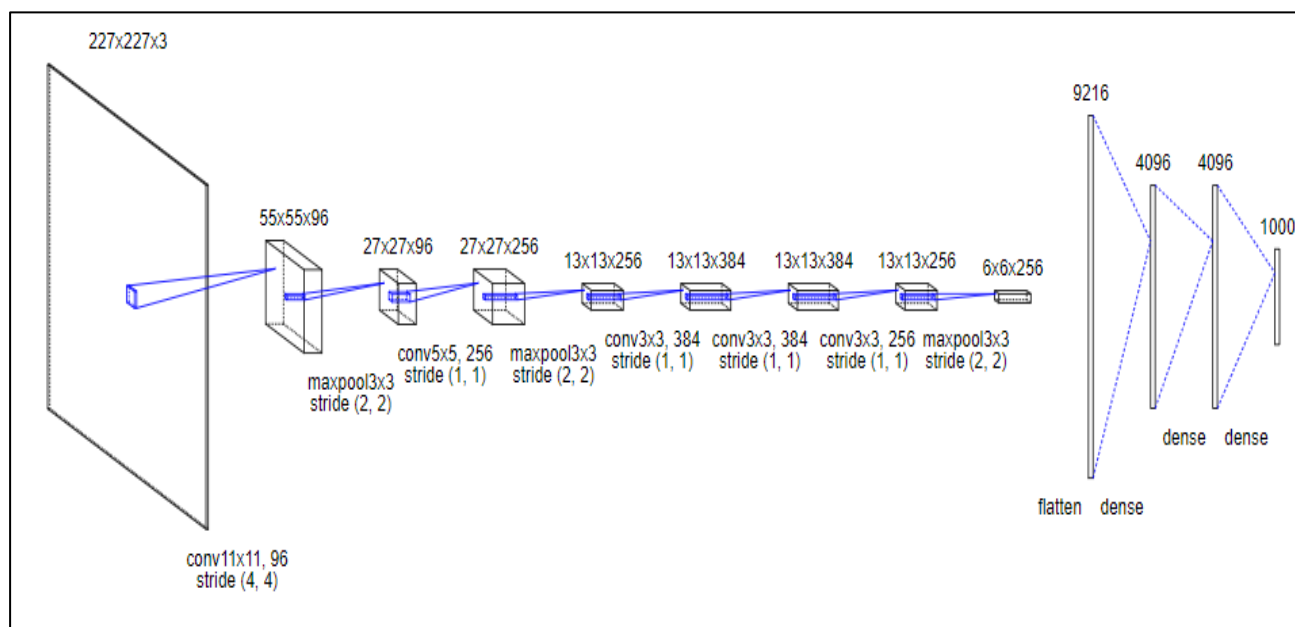 227x227x3
55x55x96
27x27x96
27x27x256
13x13x256
13x13x384
13x13x384
13x13x256
6x6x256
9216
4096
4096
1000
conv11x11, 96
stride (4, 4)
maxpool3x3
stride (2, 2)
conv5x5, 256
stride (1, 1)
maxpool3x3
stride (2, 2)
conv3x3, 384
stride (1, 1)
conv3x3, 384
stride (1, 1)
conv3x3, 256
stride (1, 1)
maxpool3x3
stride (2, 2)
flatten
dense
dense
dense